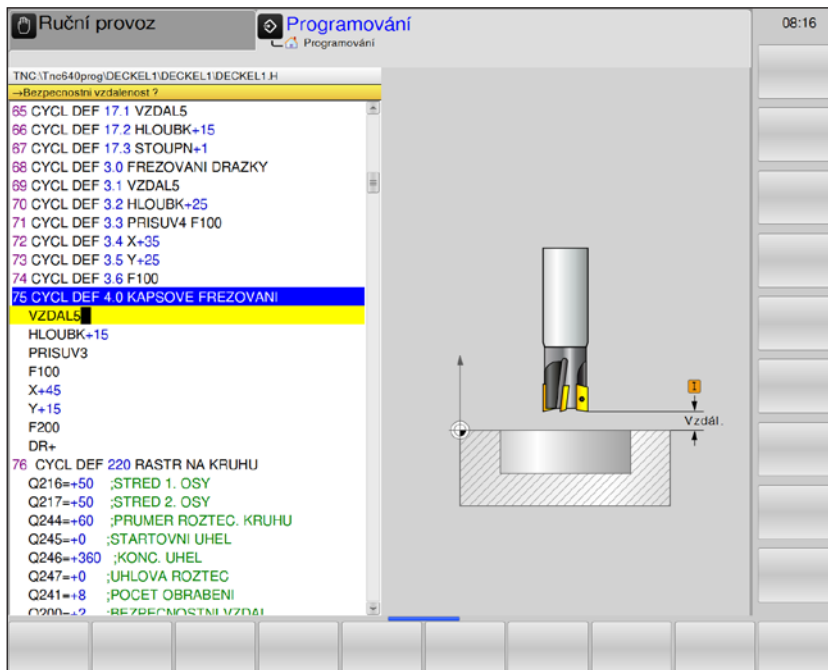 Ruční provoz
Programování
Programování
08:16
TNC:\Tnc640prog\DECKEL1\DECKEL1\DECKEL1.H
→Bezpecnostni vzdalenost ?
65 CYCL DEF 17.1 VZDAL5
66 CYCL DEF 17.2 HLOUBK+15
67 CYCL DEF 17.3 STOUPN+1
68 CYCL DEF 3.0 FREZOVANI DRAZKY
69 CYCL DEF 3.1 VZDAL5
70 CYCL DEF 3.2 HLOUBK+25
71 CYCL DEF 3.3 PRISUV4 F100
72 CYCL DEF 3.4 X+35
73 CYCL DEF 3.5 Y+25
74 CYCL DEF 3.6 F100
75 CYCL DEF 4.0 KAPSOVE FREZOVANI
VZDAL5
HLOUBK+15
PRISUV3
F100
X+45
Y+15
F200
DR+
76 CYCL DEF 220 RASTR NA KRUHU
Q216=+50 ;STRED 1. OSY
Q217=+50 ;STRED 2. OSY
Q244=+60 ;PRUMER ROZTEC. KRUHU
Q245=+0 ;STARTOVNI UHEL
Q246=+360 ;KONC. UHEL
Q247=+0 ;UHLOVA ROZTEC
Q241=+8 ;POCET OBRABENI
Q200=+2 ;BEZPECNOSTNI VZDAL
I
Vzdál.